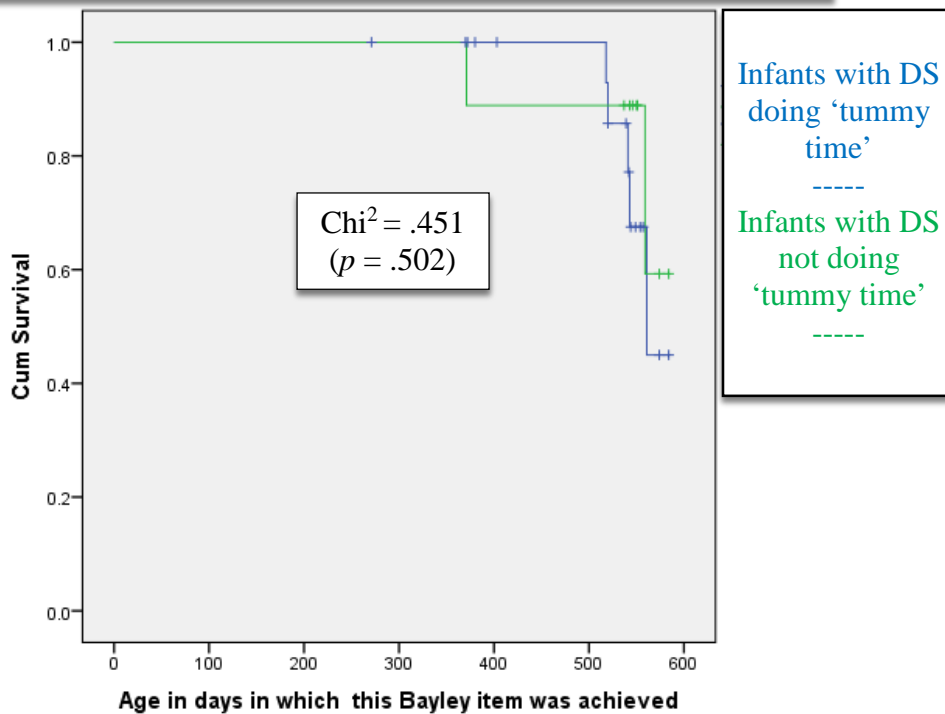 1.0
0.8
0.6
0.4
0.2
0.0
Cum Survival
0 100 200 300 400 500 600
Age in days in which this Bayley item was achieved
Chi² = .451
(p = .502)
Infants with DS
doing ‘tummy
time’
-----
Infants with DS
not doing
‘tummy time’
-----